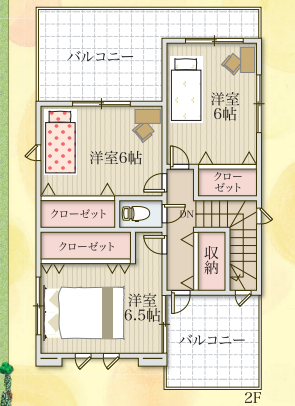 バルコニー
洋室
6帖
洋室6帖
クロー
ゼット
クローゼット
DN
クローゼット
収納
洋室
6.5帖
バルコニー
2F